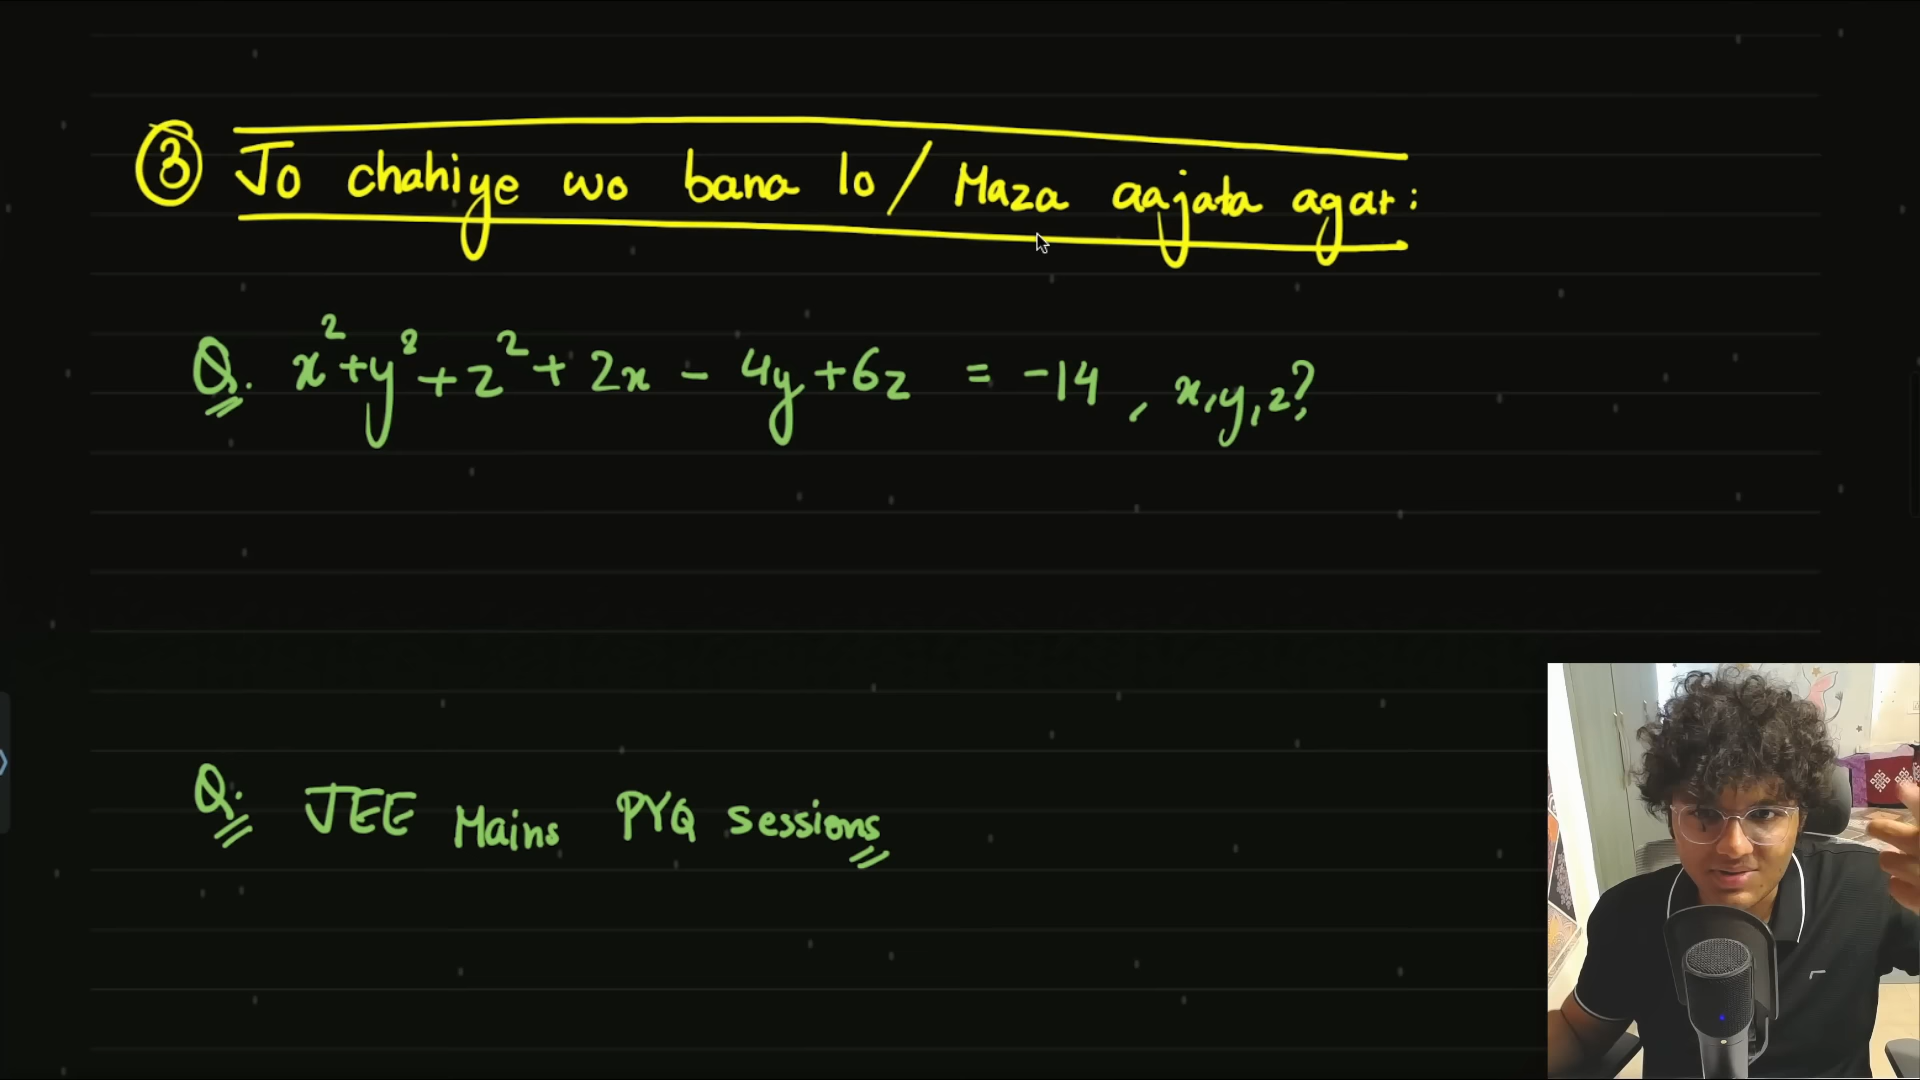 ③ Jo chahiye wo bana lo / Maza aajata agar:
Q. x² + y² + z² + 2x - 4y + 6z = -14, x, y, z?
Q. JEE Mains PYQ Sessions